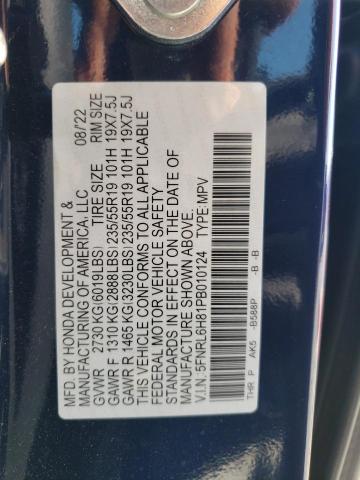 MFD.BY HONDA DEVELOPMENT & 08/'22
MANUFACTURING OF AMERICA, LLC
TIRE SIZE RIM SIZE
GVWR 2730 KG(6019LBS)
GAWR F 1310 KG(2888LBS)235/55R19 101H 19X7.5J
GAWR R 1465 KG(3230LBS)235/55R19 101H 19X7.5J
THIS VEHICLE CONFORMS TO ALL APPLICABLE
FEDERAL MOTOR VEHICLE SAFETY
STANDARDS IN EFFECT ON THE DATE OF
MANUFACTURE SHOWN ABOVE.
V.I.N.: 5FNRL6H81PB010124 TYPE:MPV
THR P AK5 -B588P -B -B